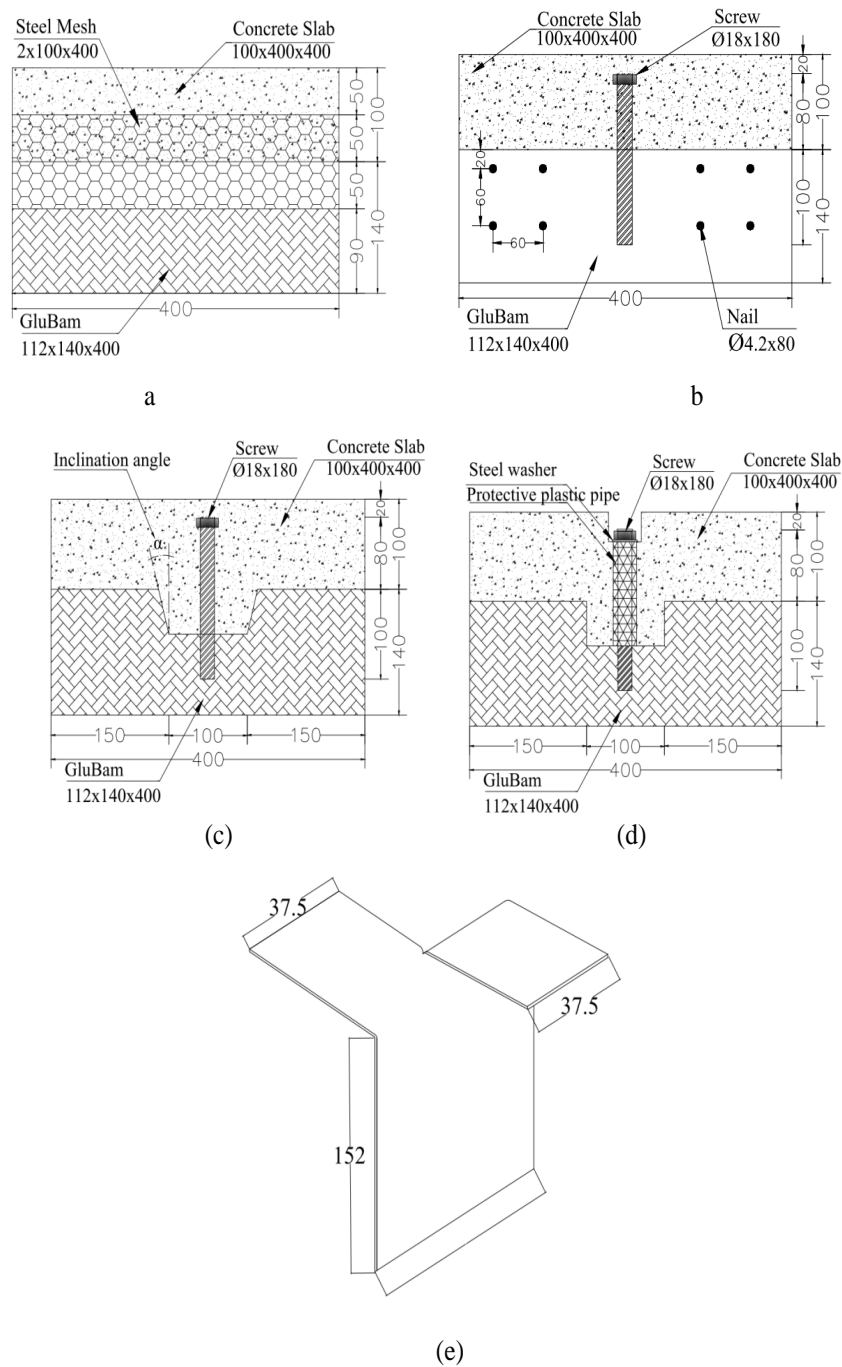 Steel Mesh
2x100x400
Concrete Slab
100x400x400
50
50
100
50
90
140
400
GluBam
112x140x400
a
Concrete Slab
100x400x400
Screw
Ø18x180
20
80
100
20
60
60
100
140
400
GluBam
112x140x400
Nail
Ø4.2x80
b
Inclination angle
Screw
Ø18x180
Concrete Slab
100x400x400
α
20
80
100
100
140
150
100
150
400
GluBam
112x140x400
(c)
Steel washer
Protective plastic pipe
Screw
Ø18x180
Concrete Slab
100x400x400
20
80
100
100
140
150
100
150
400
GluBam
112x140x400
(d)
37.5
37.5
152
(e)